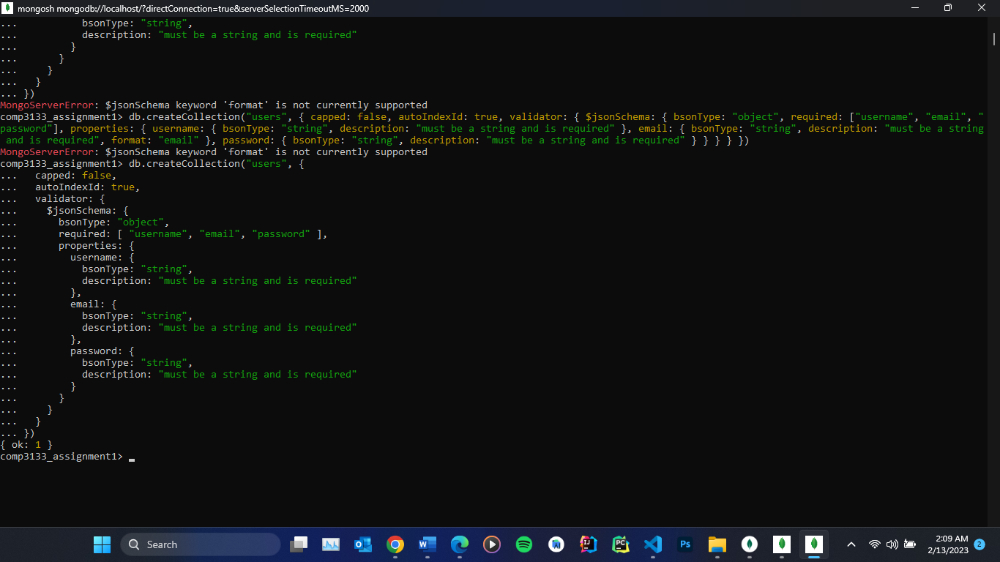 mongosh mongodb://localhost/?directConnection=true&serverSelectionTimeoutMS=2000
...           bsonType: "string",
...           description: "must be a string and is required"
...         }
...       }
...     }
...   }
... })
MongoServerError: $jsonSchema keyword 'format' is not currently supported
comp3133_assignment1> db.createCollection("users", { capped: false, autoIndexId: true, validator: { $jsonSchema: { bsonType: "object", required: ["username", "email", "
password"], properties: { username: { bsonType: "string", description: "must be a string and is required" }, email: { bsonType: "string", description: "must be a string
 and is required", format: "email" }, password: { bsonType: "string", description: "must be a string and is required" } } } } })
MongoServerError: $jsonSchema keyword 'format' is not currently supported
comp3133_assignment1> db.createCollection("users", {
...   capped: false,
...   autoIndexId: true,
...   validator: {
...     $jsonSchema: {
...       bsonType: "object",
...       required: [ "username", "email", "password" ],
...       properties: {
...         username: {
...           bsonType: "string",
...           description: "must be a string and is required"
...         },
...         email: {
...           bsonType: "string",
...           description: "must be a string and is required"
...         },
...         password: {
...           bsonType: "string",
...           description: "must be a string and is required"
...         }
...       }
...     }
...   }
... })
{ ok: 1 }
comp3133_assignment1>
Search
2:09 AM
2/13/2023
2